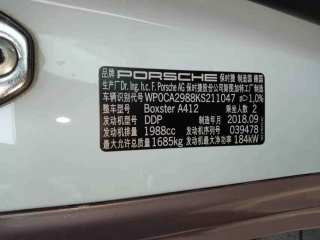 品牌 PORSCHE 保时捷 制造国 德国
生产厂 Dr. Ing. h.c. F. Porsche AG 保时捷股份公司斯图加特工厂
车辆识别代号 WP0CA2988KS211047 1,0%
整车型号 Boxster A412 乘坐人数 2
发动机型号 DDP 制造年月 2018.09
发动机排量 1988cc 发动机序号 039478
最大允许总质量 1685kg 发动机最大净功率 184kW